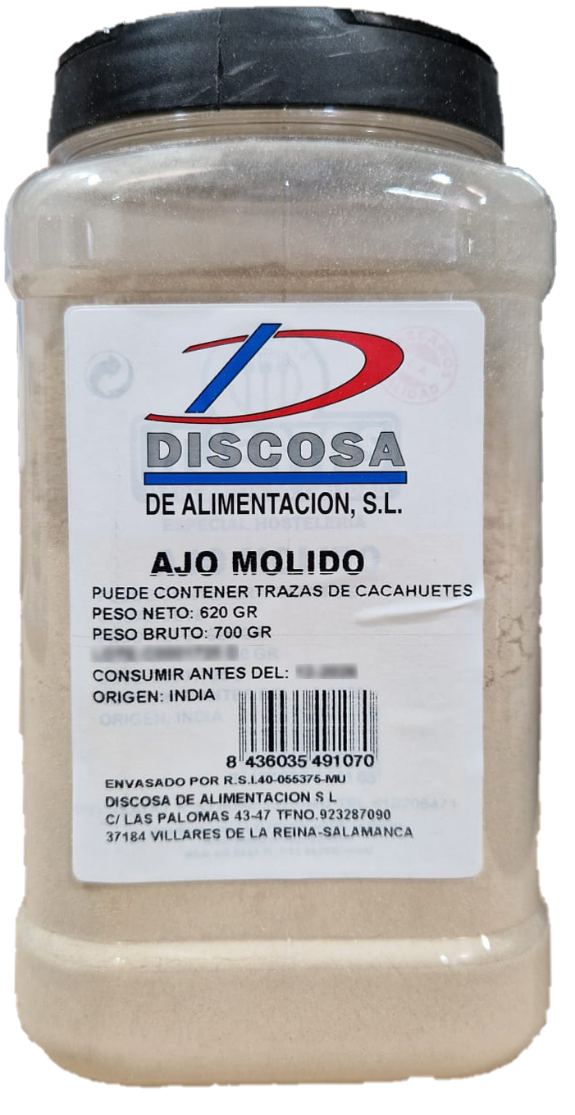 DISCOSA
DE ALIMENTACION, S.L.
AJO MOLIDO
PUEDE CONTENER TRAZAS DE CACAHUETES
PESO NETO: 620 GR
PESO BRUTO: 700 GR
CONSUMIR ANTES DEL:
ORIGEN: INDIA
8 436035 491070
ENVASADO POR R.S.I.40-055375-MU
DISCOSA DE ALIMENTACION S L
C/ LAS PALOMAS 43-47 TFNO.923287090
37184 VILLARES DE LA REINA-SALAMANCA